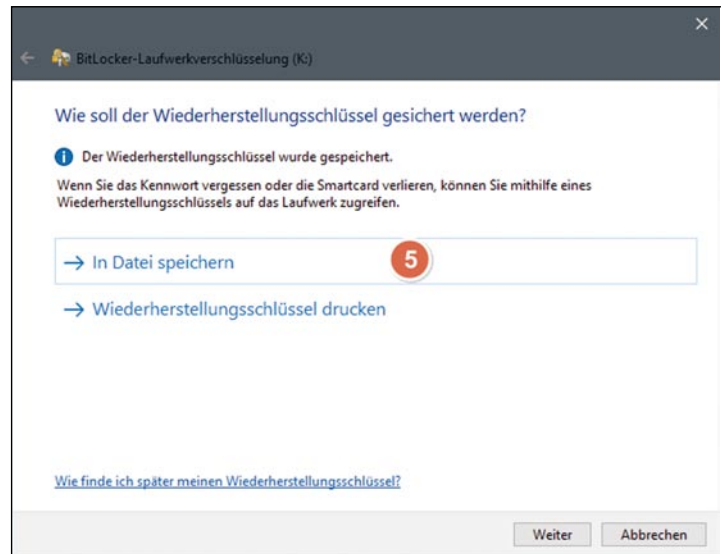 BitLocker-Laufwerkverschlüsselung (K:)
Wie soll der Wiederherstellungsschlüssel gesichert werden?
Der Wiederherstellungsschlüssel wurde gespeichert.
Wenn Sie das Kennwort vergessen oder die Smartcard verlieren, können Sie mithilfe eines
Wiederherstellungsschlüssels auf das Laufwerk zugreifen.
→ In Datei speichern 5
→ Wiederherstellungsschlüssel drucken
Wie finde ich später meinen Wiederherstellungsschlüssel?
Weiter Abbrechen